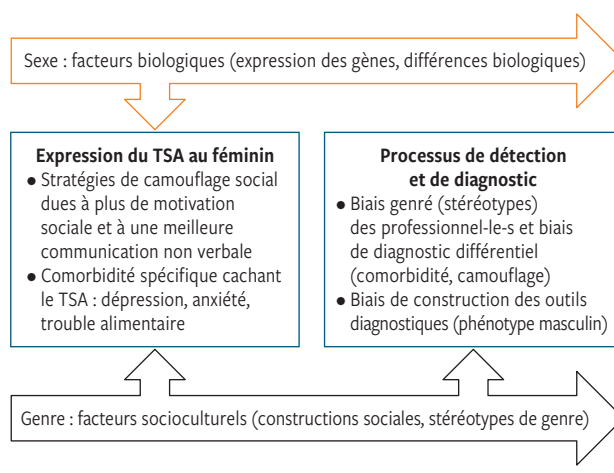 Sexe : facteurs biologiques (expression des gènes, différences biologiques)
Expression du TSA au féminin
● Stratégies de camouflage social
dues à plus de motivation
sociale et à une meilleure
communication non verbale
● Comorbidité spécifique cachant
le TSA : dépression, anxiété,
trouble alimentaire
Processus de détection
et de diagnostic
● Biais genré (stéréotypes)
des professionnel-le-s et biais
de diagnostic différentiel
(comorbidité, camouflage)
● Biais de construction des outils
diagnostiques (phénotype masculin)
Genre : facteurs socioculturels (constructions sociales, stéréotypes de genre)